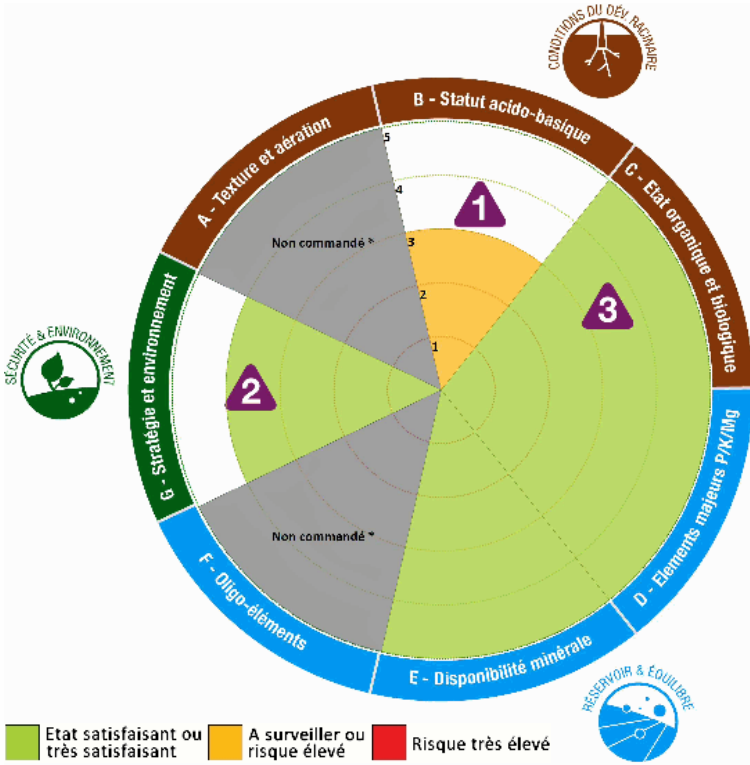 CONDITIONS DU DÉV. RACINAIRE
B - Statut acido-basique
A - Texture et aération
C - Etat organique et biologique
5
4
1
Non commandé *
3
2
3
1
SÉCURITÉ & ENVIRONNEMENT
G - Stratégie et environnement
2
D - Elements majeurs P/K/Mg
Non commandé *
F - Oligo-éléments
E - Disponibilité minérale
RÉSERVOIR & ÉQUILIBRE
Etat satisfaisant ou
très satisfaisant
A surveiller ou
risque élevé
Risque très élevé